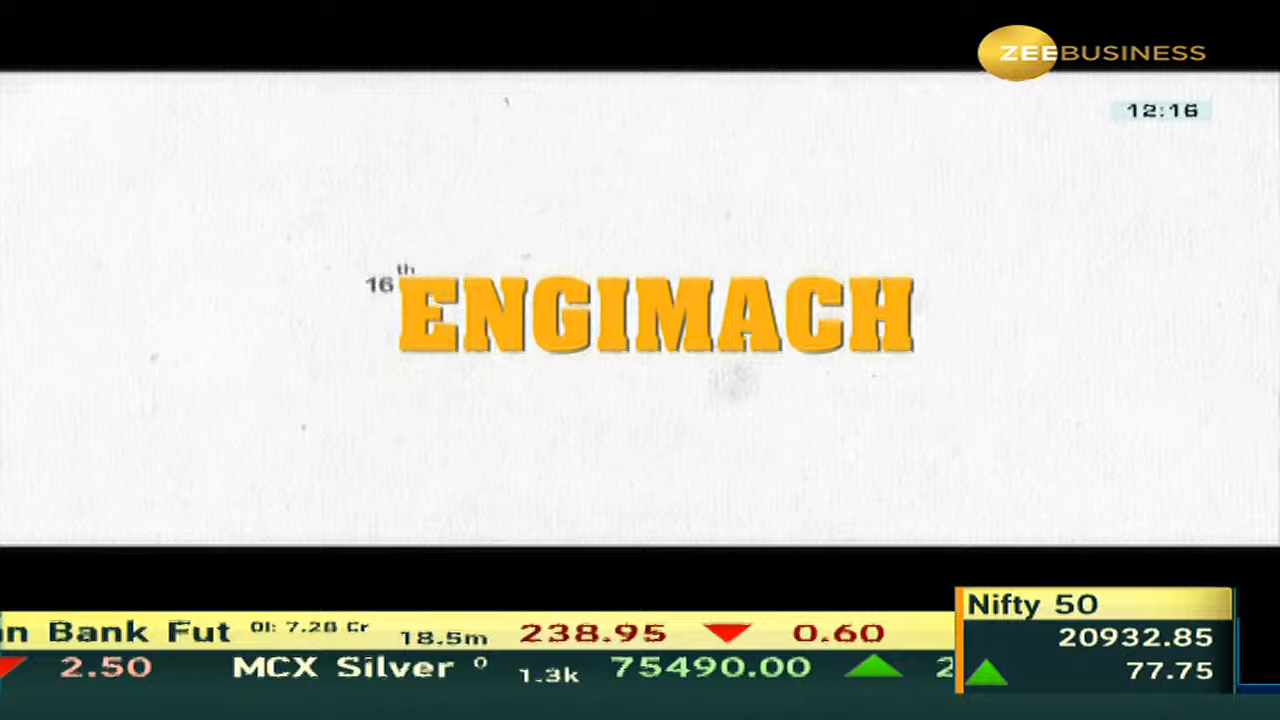 ZEEBUSINESS
12:16
16th ENGIMACH
Nifty 50
20932.85
77.75
Bank Fut OI: 7.28 Cr 18.5m 238.95 0.60
2.50 MCX Silver 1.3k 75490.00